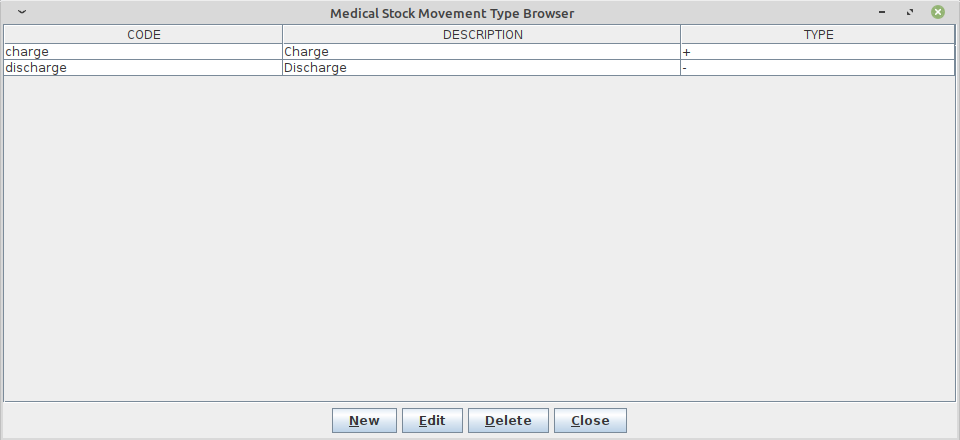 Medical Stock Movement Type Browser
CODE DESCRIPTION TYPE
charge Charge +
discharge Discharge -
New Edit Delete Close